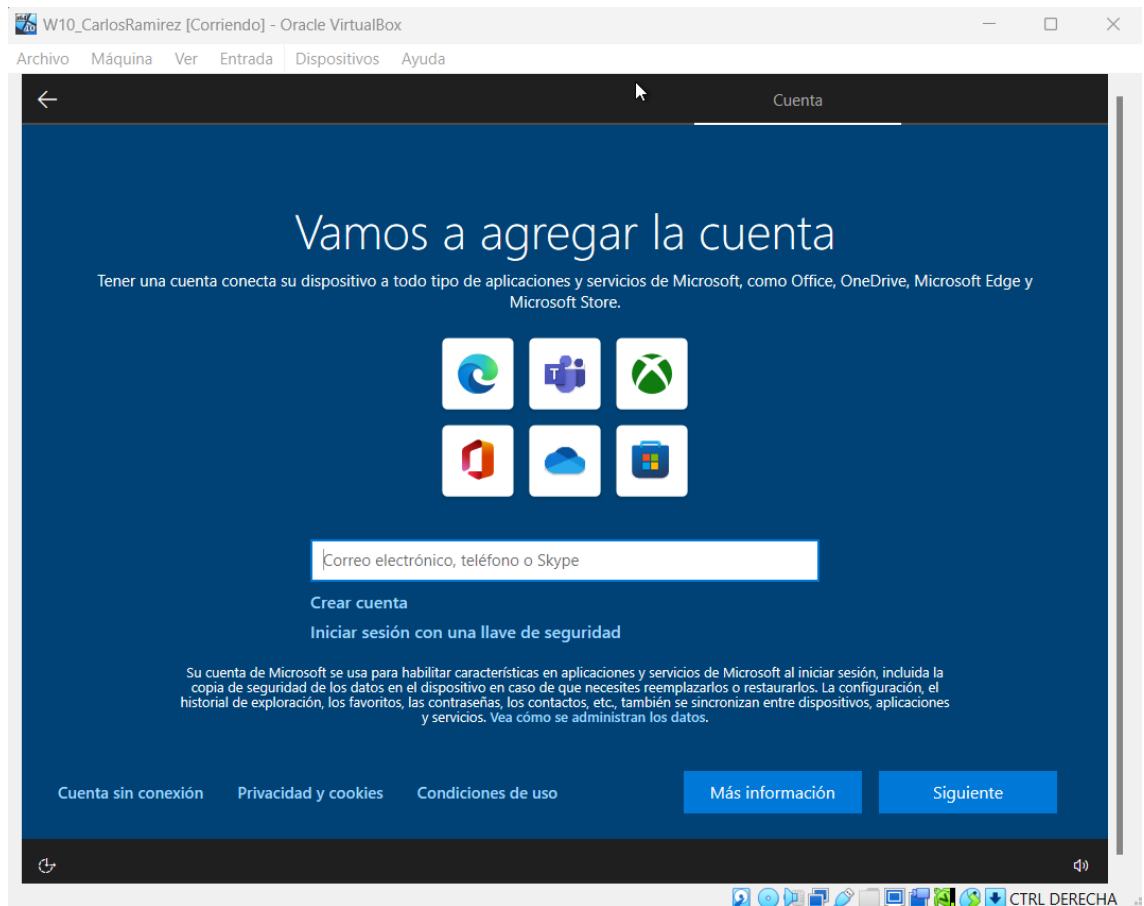 W10_CarlosRamirez [Corriendo] - Oracle VirtualBox
Archivo Máquina Ver Entrada Dispositivos Ayuda
Cuenta
Vamos a agregar la cuenta
Tener una cuenta conecta su dispositivo a todo tipo de aplicaciones y servicios de Microsoft, como Office, OneDrive, Microsoft Edge y
Microsoft Store.
Correo electrónico, teléfono o Skype
Crear cuenta
Iniciar sesión con una llave de seguridad
Su cuenta de Microsoft se usa para habilitar características en aplicaciones y servicios de Microsoft al iniciar sesión, incluida la
copia de seguridad de los datos en el dispositivo en caso de que necesites reemplazarlos o restaurarlos. La configuración, el
historial de exploración, los favoritos, las contraseñas, los contactos, etc., también se sincronizan entre dispositivos, aplicaciones
y servicios. Vea cómo se administran los datos.
Cuenta sin conexión Privacidad y cookies Condiciones de uso Más información Siguiente
CTRL DERECHA